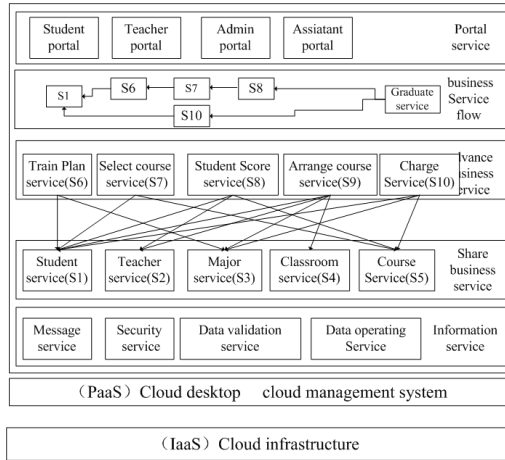 Student portal
Teacher portal
Admin portal
Assiatant portal
Portal service
S1
S6
S7
S8
S10
Graduate service
business Service flow
Train Plan service(S6)
Select course service(S7)
Student Score service(S8)
Arrange course service(S9)
Charge Service(S10)
dvance usiness ervice
Student service(S1)
Teacher service(S2)
Major service(S3)
Classroom service(S4)
Course Service(S5)
Share business service
Message service
Security service
Data validation service
Data operating Service
Information service
（PaaS）Cloud desktop cloud management system
（IaaS）Cloud infrastructure